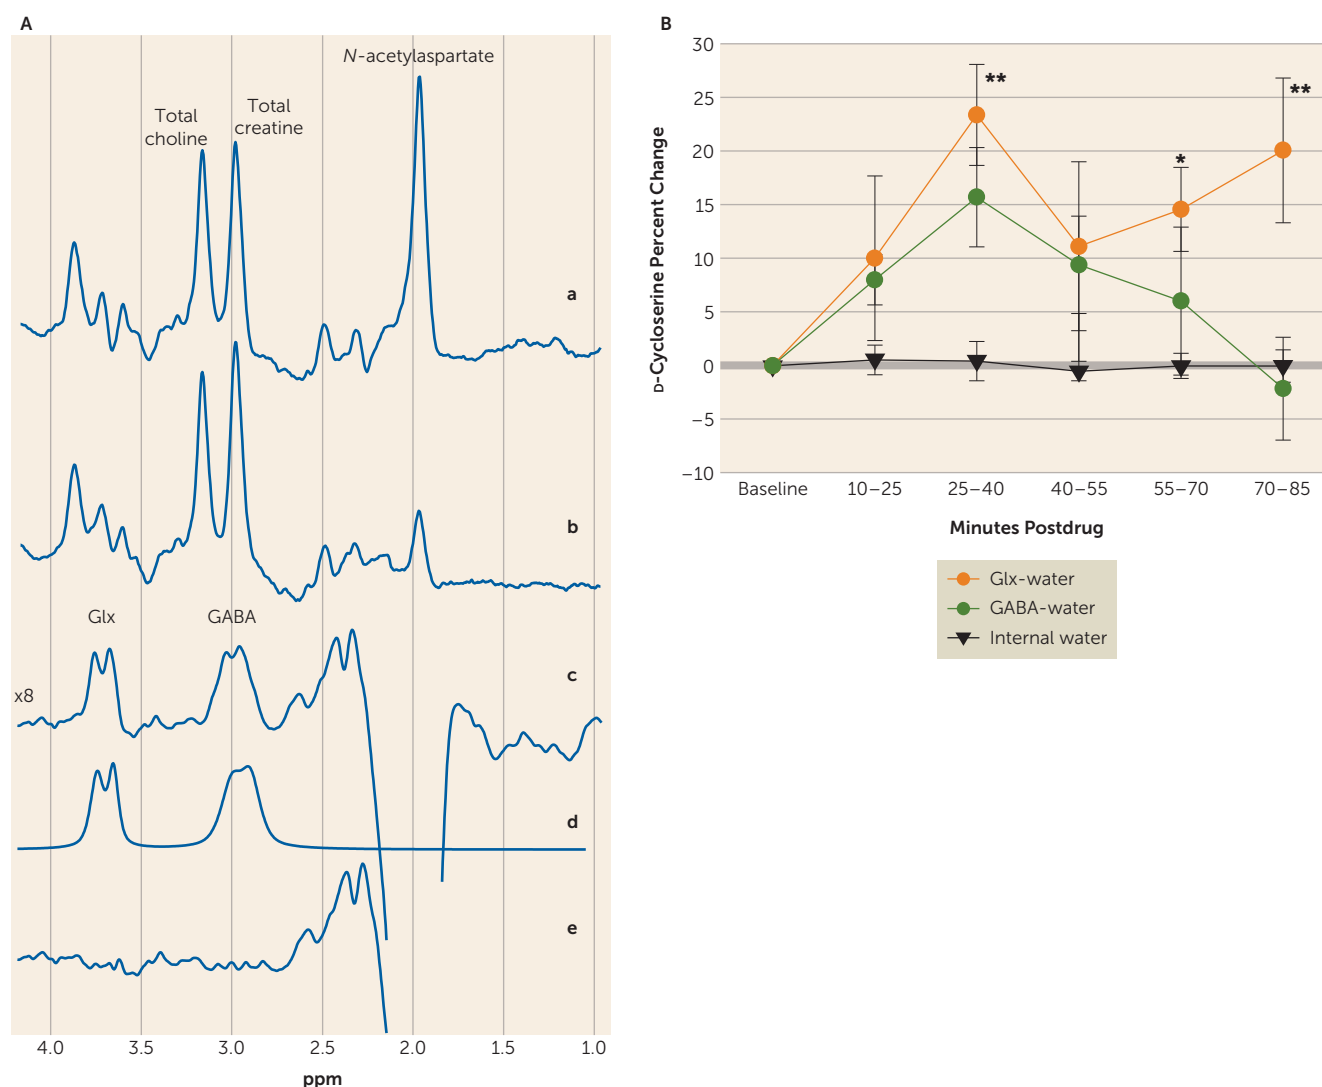 A
N-acetylaspartate
Total
choline
Total
creatine
a
b
Glx
GABA
x8
c
d
e
4.0 3.5 3.0 2.5 2.0 1.5 1.0
ppm
B
D-Cycloserine Percent Change
30
25
20
15
10
5
0
−5
−10
**
*
**
Baseline 10–25 25–40 40–55 55–70 70–85
Minutes Postdrug
Glx-water
GABA-water
Internal water